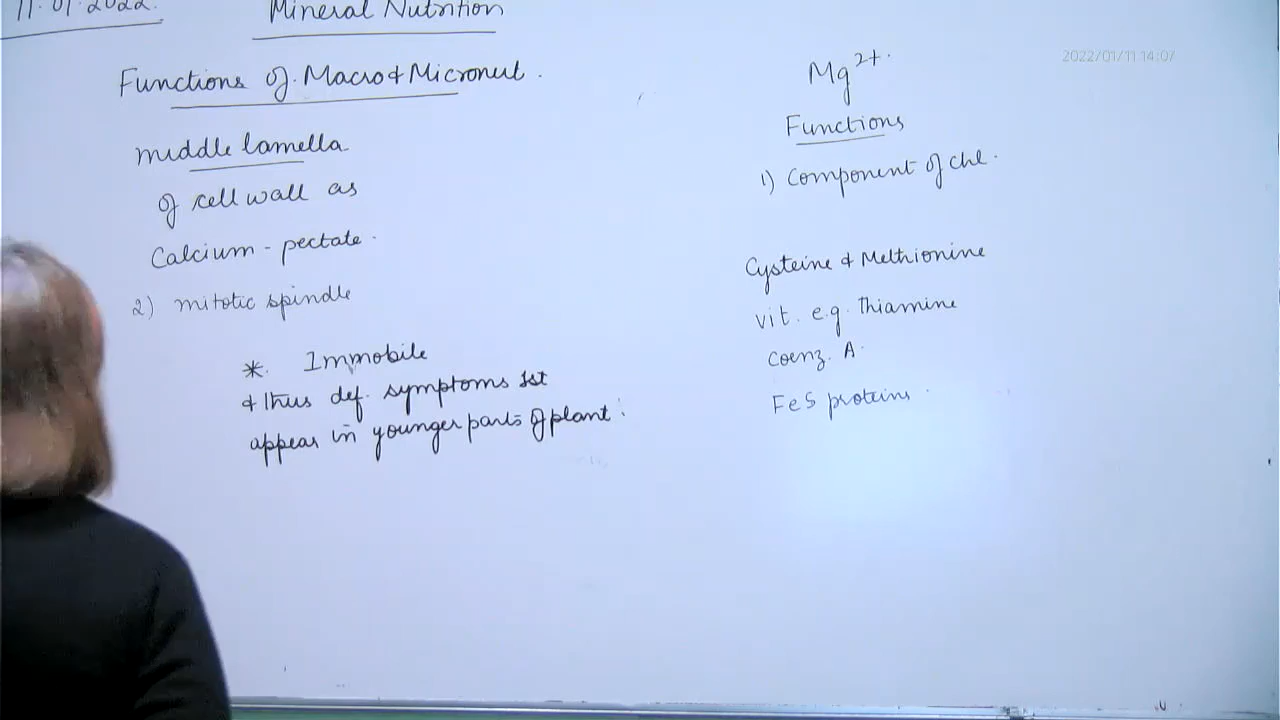 11.01.2022.
Mineral Nutrition
Functions of Macro & Micronut.
middle lamella
of cell wall as
Calcium - pectate.
2) mitotic spindle
*. Immobile
& thus def. symptoms 1st
appear in younger parts of plant.
2022/01/11 14:07
Mg2+.
Functions
1) Component of chl.
Cysteine & Methionine
vit. e.g. Thiamine
Coenz. A.
FeS proteins.